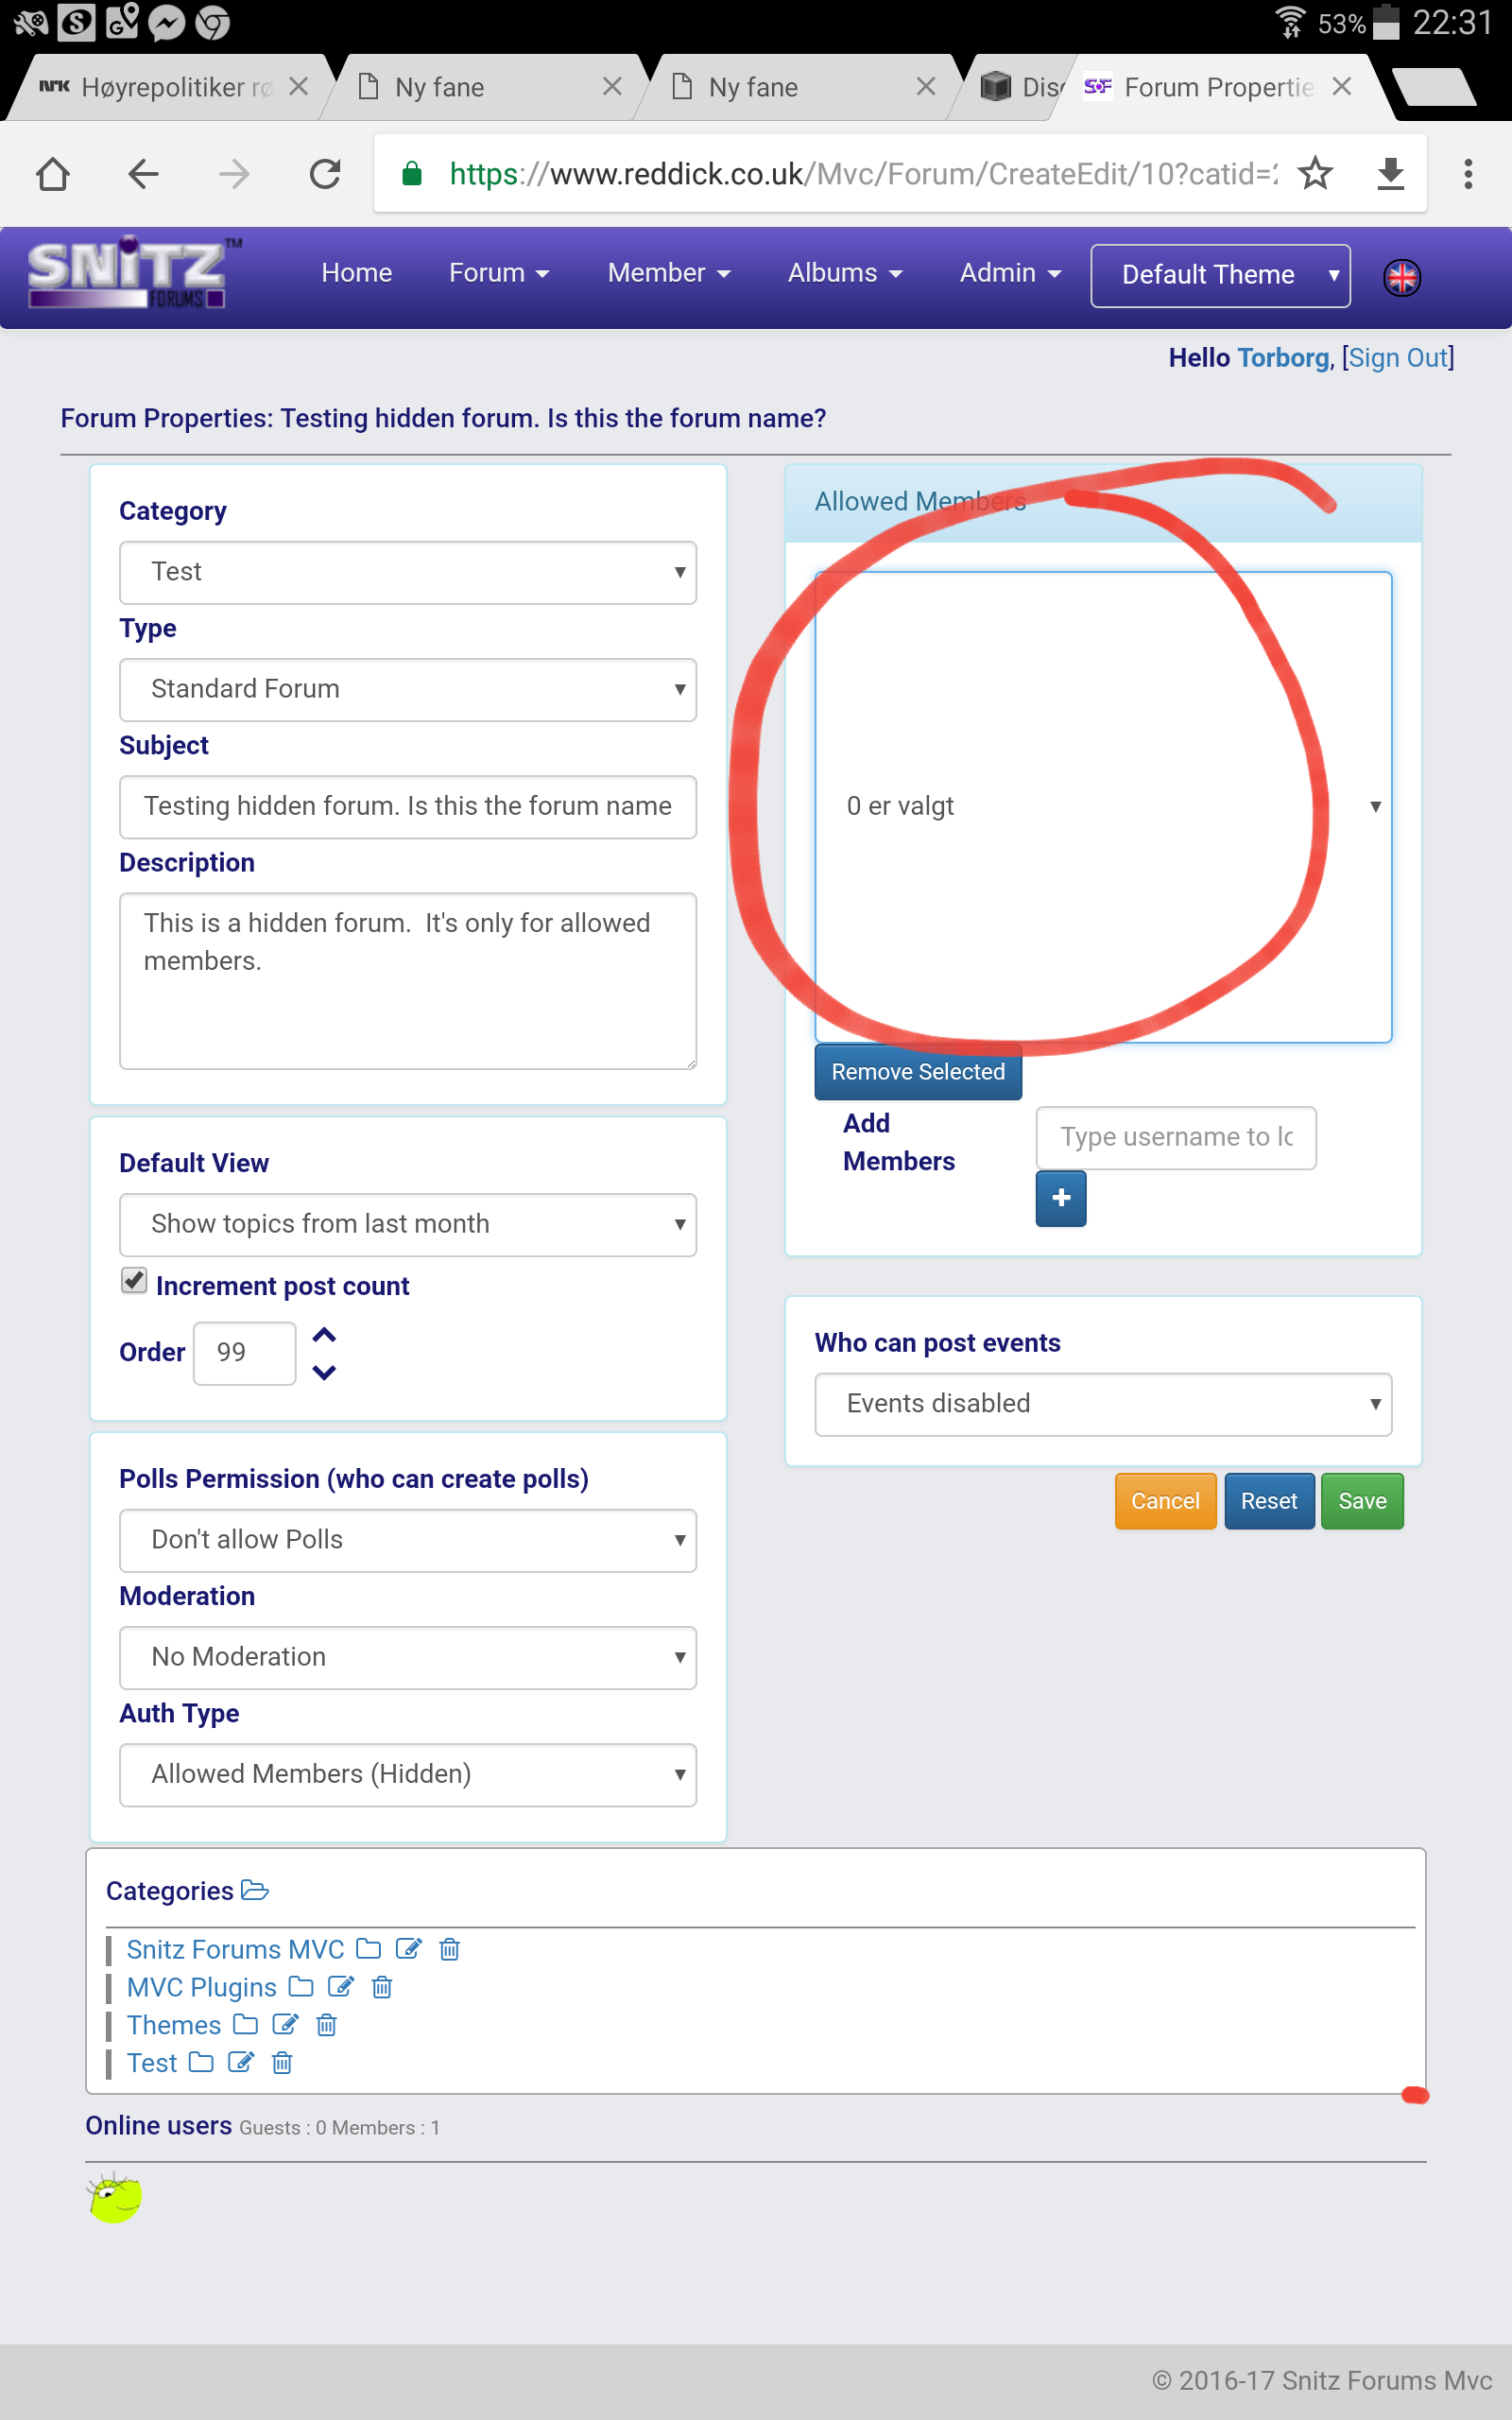 53% 22:31
NRK Høyrepolitiker rø
Ny fane
Ny fane
Dis
SF Forum Propertie
https://www.reddick.co.uk/Mvc/Forum/CreateEdit/10?catid=
SNITZ™
FORUMS
Home Forum Member Albums Admin Default Theme
Hello Torborg, [Sign Out]
Forum Properties: Testing hidden forum. Is this the forum name?
Category
Test
Type
Standard Forum
Subject
Testing hidden forum. Is this the forum name
Description
This is a hidden forum.  It's only for allowed
members.
Default View
Show topics from last month
Increment post count
Order 99
Polls Permission (who can create polls)
Don't allow Polls
Moderation
No Moderation
Auth Type
Allowed Members (Hidden)
Allowed Members
0 er valgt
Remove Selected
Add
Members
Type username to lo
+
Who can post events
Events disabled
Cancel Reset Save
Categories
Snitz Forums MVC
MVC Plugins
Themes
Test
Online users Guests : 0 Members : 1
© 2016-17 Snitz Forums Mvc